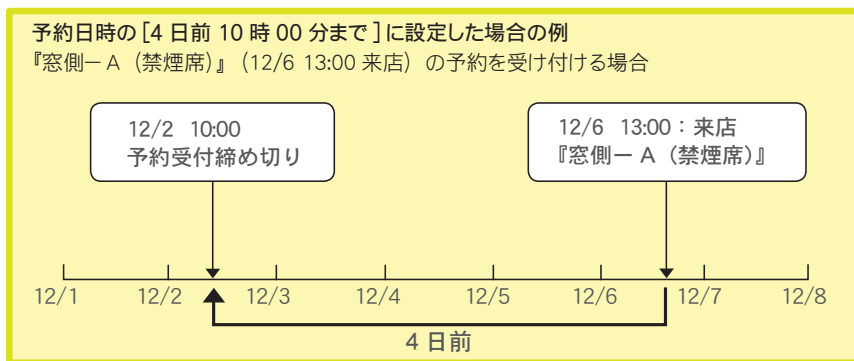 予約日時の [4 日前 10 時 00 分まで ] に設定した場合の例
『窓側ー A（禁煙席）』（12/6 13:00 来店）の予約を受け付ける場合
12/2 10:00
予約受付締め切り
12/6 13:00：来店
『窓側ー A（禁煙席）』
12/1 12/2 12/3 12/4 12/5 12/6 12/7 12/8
4 日前